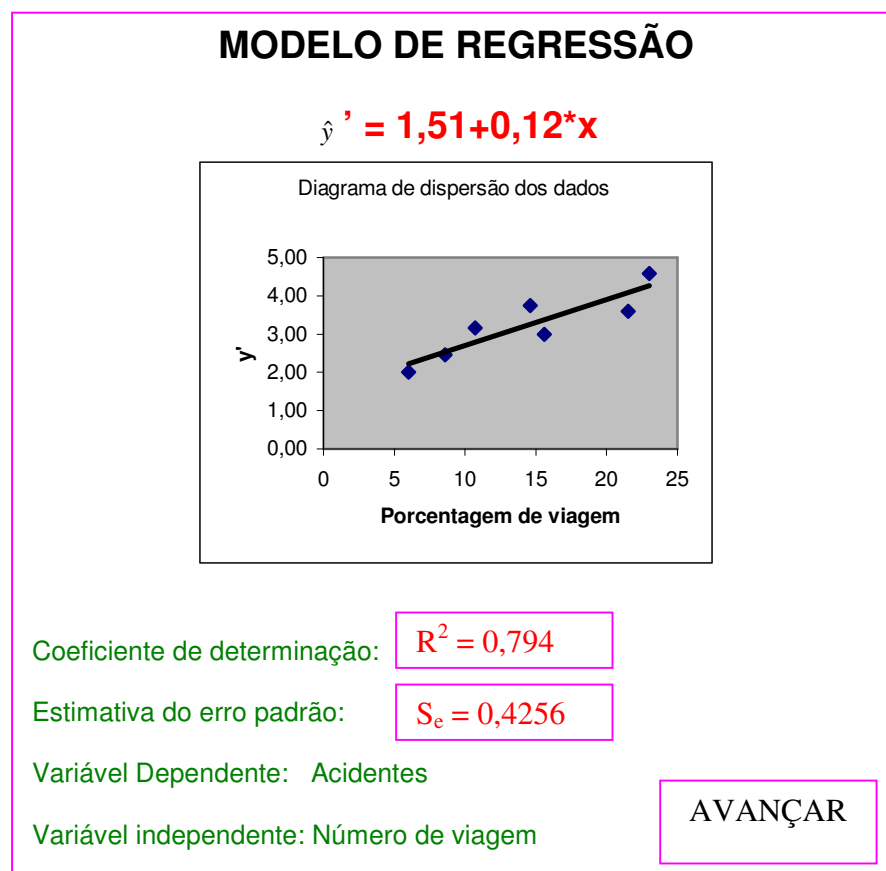 MODELO DE REGRESSÃO
ŷ ' = 1,51+0,12*x
Diagrama de dispersão dos dados
5,00
4,00
3,00
2,00
1,00
0,00
y'
0 5 10 15 20 25
Porcentagem de viagem
Coeficiente de determinação: R² = 0,794
Estimativa do erro padrão: Sₑ = 0,4256
Variável Dependente: Acidentes
Variável independente: Número de viagem
AVANÇAR